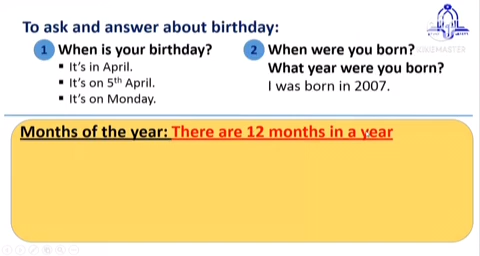 To ask and answer about birthday:
1 When is your birthday?
▪ It's in April.
▪ It's on 5th April.
▪ It's on Monday.
2 When were you born?
What year were you born?
I was born in 2007.
Months of the year: There are 12 months in a year